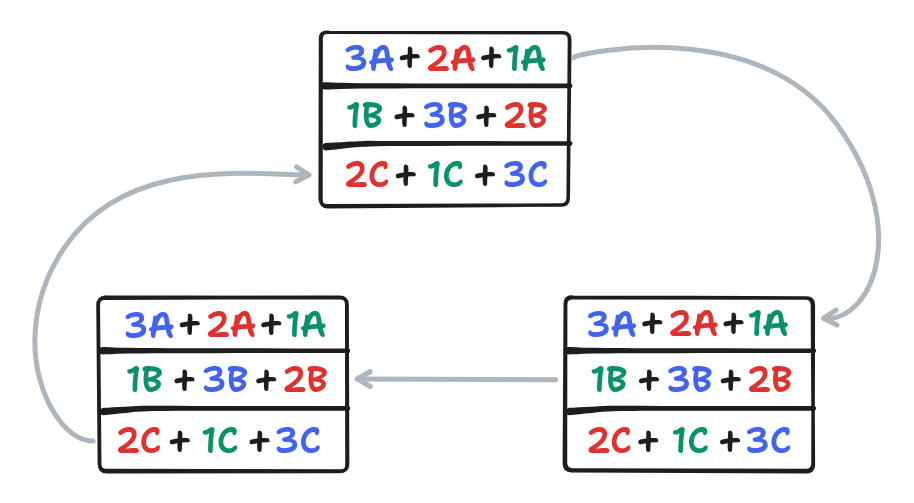 3A + 2A + 1A
1B + 3B + 2B
2C + 1C + 3C
3A + 2A + 1A
1B + 3B + 2B
2C + 1C + 3C
3A + 2A + 1A
1B + 3B + 2B
2C + 1C + 3C